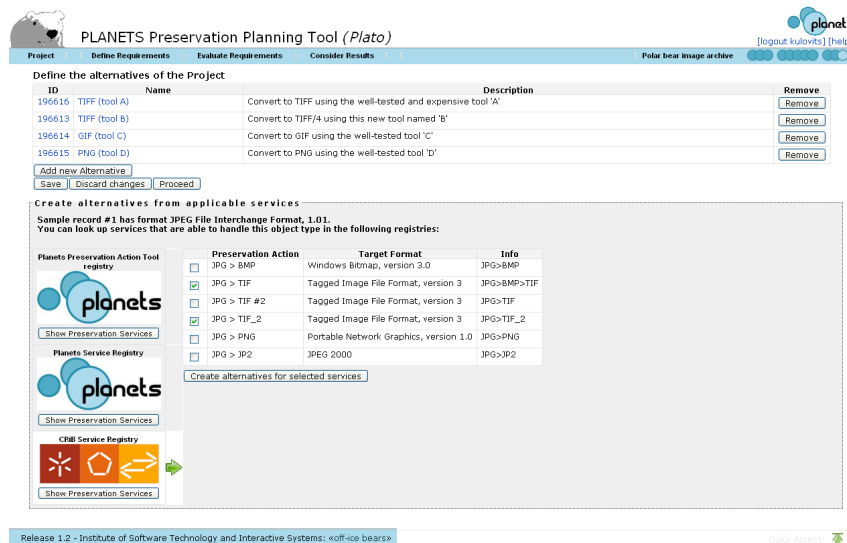 PLANETS Preservation Planning Tool (Plato)
planet
[logout kulovits] [help
Project Define Requirements Evaluate Requirements Consider Results Polar bear image archive
Define the alternatives of the Project
ID Name Description Remove
196616 TIFF (tool A) Convert to TIFF using the well-tested and expensive tool 'A' Remove
196613 TIFF (tool B) Convert to TIFF/4 using this new tool named 'B' Remove
196614 GIF (tool C) Convert to GIF using the well-tested tool 'C' Remove
196615 PNG (tool D) Convert to PNG using the well-tested tool 'D' Remove
Add new Alternative
Save Discard changes Proceed
Create alternatives from applicable services
Sample record #1 has format JPEG File Interchange Format, 1.01.
You can look up services that are able to handle this object type in the following registries:
Planets Preservation Action Tool
registry
planets
Show Preservation Services
Planets Service Registry
planets
Show Preservation Services
CRiB Service Registry
Show Preservation Services
Preservation Action Target Format Info
JPG > BMP Windows Bitmap, version 3.0 JPG>BMP
JPG > TIF Tagged Image File Format, version 3 JPG>BMP>TIF
JPG > TIF #2 Tagged Image File Format, version 3 JPG>TIF
JPG > TIF_2 Tagged Image File Format, version 3 JPG>TIF_2
JPG > PNG Portable Network Graphics, version 1.0 JPG>PNG
JPG > JP2 JPEG 2000 JPG>JP2
Create alternatives for selected services
Release 1.2 - Institute of Software Technology and Interactive Systems: «off-ice bears»
Quick Access: